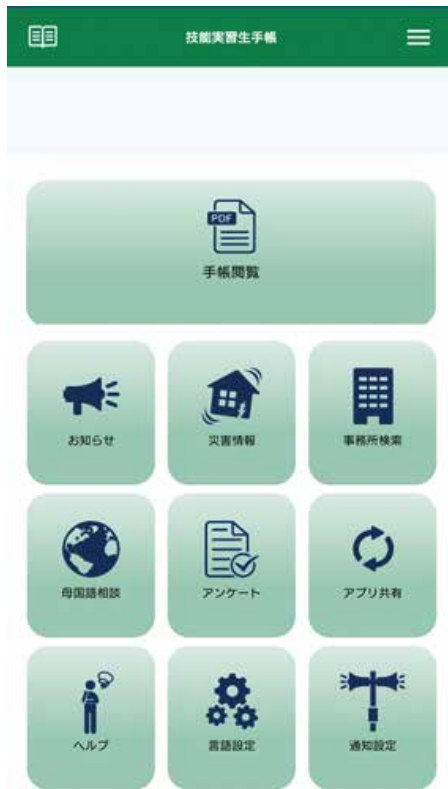 技能実習生手帳
PDF
手帳閲覧
お知らせ
災害情報
事務所検索
母国語相談
アンケート
アプリ共有
ヘルプ
言語設定
通知設定